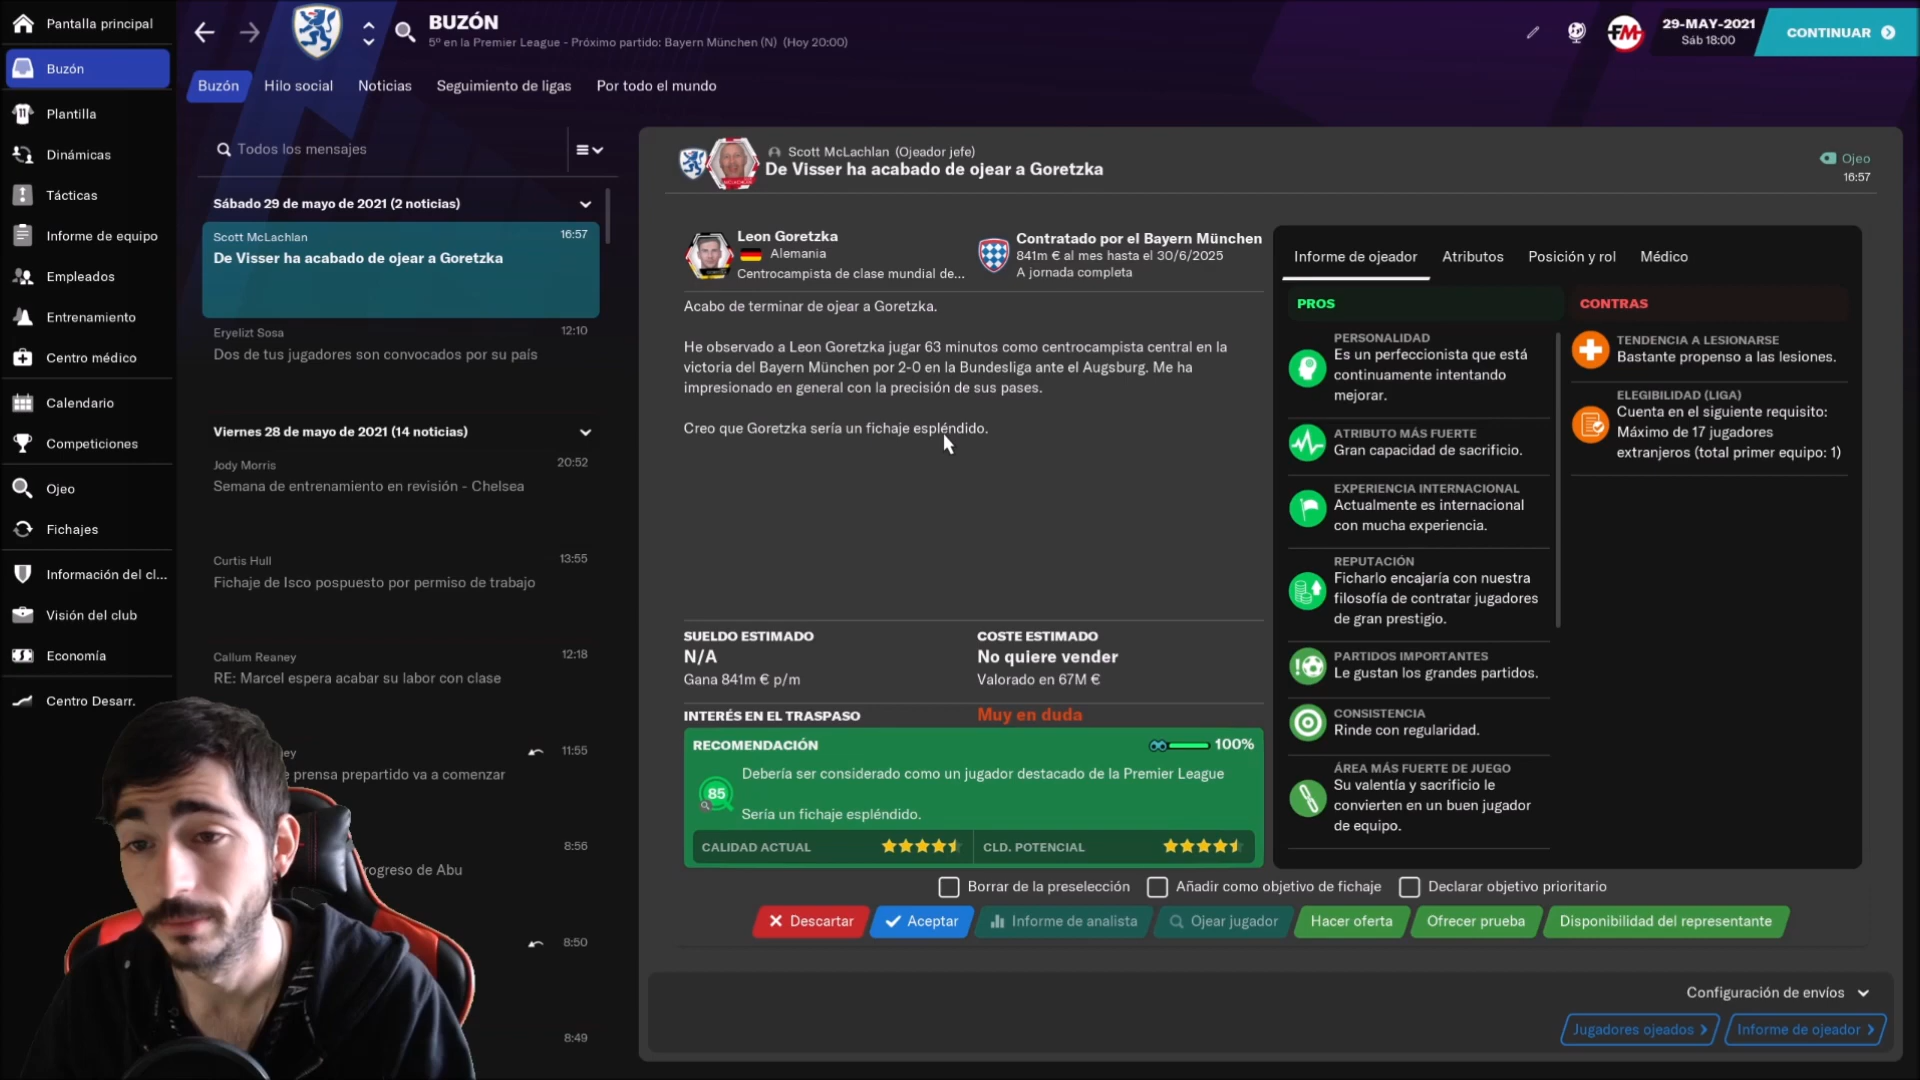 Pantalla principal
Buzón
Plantilla
Dinámicas
Tácticas
Informe de equipo
Empleados
Entrenamiento
Centro médico
Calendario
Competiciones
Ojeo
Fichajes
Información del cl...
Visión del club
Economía
Centro Desarr.
BUZÓN
5º en la Premier League - Próximo partido: Bayern München (N) (Hoy 20:00)
FM
29-MAY-2021
Sáb 18:00
CONTINUAR
Buzón
Hilo social
Noticias
Seguimiento de ligas
Por todo el mundo
Todos los mensajes
Sábado 29 de mayo de 2021 (2 noticias)
Scott McLachlan
16:57
De Visser ha acabado de ojear a Goretzka
Eryelizt Sosa
12:10
Dos de tus jugadores son convocados por su país
Viernes 28 de mayo de 2021 (14 noticias)
Jody Morris
20:52
Semana de entrenamiento en revisión - Chelsea
Curtis Hull
13:55
Fichaje de Isco pospuesto por permiso de trabajo
Callum Reaney
12:18
RE: Marcel espera acabar su labor con clase
ey
11:55
prensa prepartido va a comenzar
8:56
rogreso de Abu
8:50
8:49
Scott McLachlan (Ojeador jefe)
De Visser ha acabado de ojear a Goretzka
Ojeo
16:57
Leon Goretzka
Alemania
Centrocampista de clase mundial de...
Contratado por el Bayern München
841m € al mes hasta el 30/6/2025
A jornada completa
Acabo de terminar de ojear a Goretzka.
He observado a Leon Goretzka jugar 63 minutos como centrocampista central en la
victoria del Bayern München por 2-0 en la Bundesliga ante el Augsburg. Me ha
impresionado en general con la precisión de sus pases.
Creo que Goretzka sería un fichaje espléndido.
SUELDO ESTIMADO
N/A
Gana 841m € p/m
COSTE ESTIMADO
No quiere vender
Valorado en 67M €
INTERÉS EN EL TRASPASO
Muy en duda
RECOMENDACIÓN
100%
85
Debería ser considerado como un jugador destacado de la Premier League
Sería un fichaje espléndido.
CALIDAD ACTUAL
CLD. POTENCIAL
Informe de ojeador
Atributos
Posición y rol
Médico
PROS
PERSONALIDAD
Es un perfeccionista que está
continuamente intentando
mejorar.
ATRIBUTO MÁS FUERTE
Gran capacidad de sacrificio.
EXPERIENCIA INTERNACIONAL
Actualmente es internacional
con mucha experiencia.
REPUTACIÓN
Ficharlo encajaría con nuestra
filosofía de contratar jugadores
de gran prestigio.
PARTIDOS IMPORTANTES
Le gustan los grandes partidos.
CONSISTENCIA
Rinde con regularidad.
ÁREA MÁS FUERTE DE JUEGO
Su valentía y sacrificio le
convierten en un buen jugador
de equipo.
CONTRAS
TENDENCIA A LESIONARSE
Bastante propenso a las lesiones.
ELEGIBILIDAD (LIGA)
Cuenta en el siguiente requisito:
Máximo de 17 jugadores
extranjeros (total primer equipo: 1)
Borrar de la preselección
Añadir como objetivo de fichaje
Declarar objetivo prioritario
Descartar
Aceptar
Informe de analista
Ojear jugador
Hacer oferta
Ofrecer prueba
Disponibilidad del representante
Configuración de envíos
Jugadores ojeados
Informe de ojeador